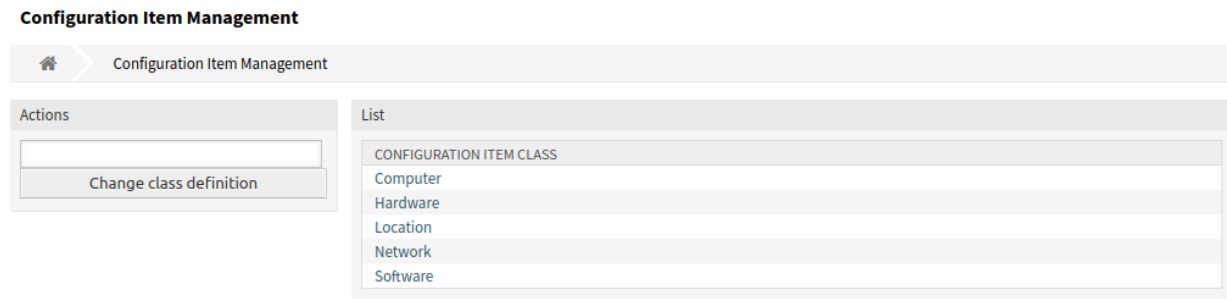 Configuration Item Management
Configuration Item Management
Actions
Change class definition
List
CONFIGURATION ITEM CLASS
Computer
Hardware
Location
Network
Software